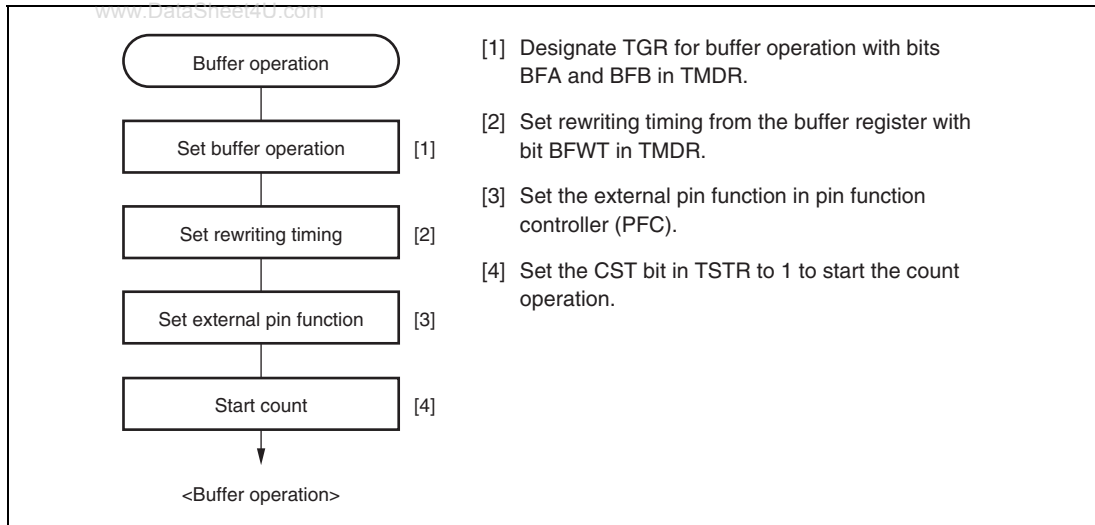 www.DataSheet4U.com
Buffer operation
Set buffer operation
[1]
Set rewriting timing
[2]
Set external pin function
[3]
Start count
[4]
<Buffer operation>
[1] Designate TGR for buffer operation with bits
BFA and BFB in TMDR.
[2] Set rewriting timing from the buffer register with
bit BFWT in TMDR.
[3] Set the external pin function in pin function
controller (PFC).
[4] Set the CST bit in TSTR to 1 to start the count
operation.